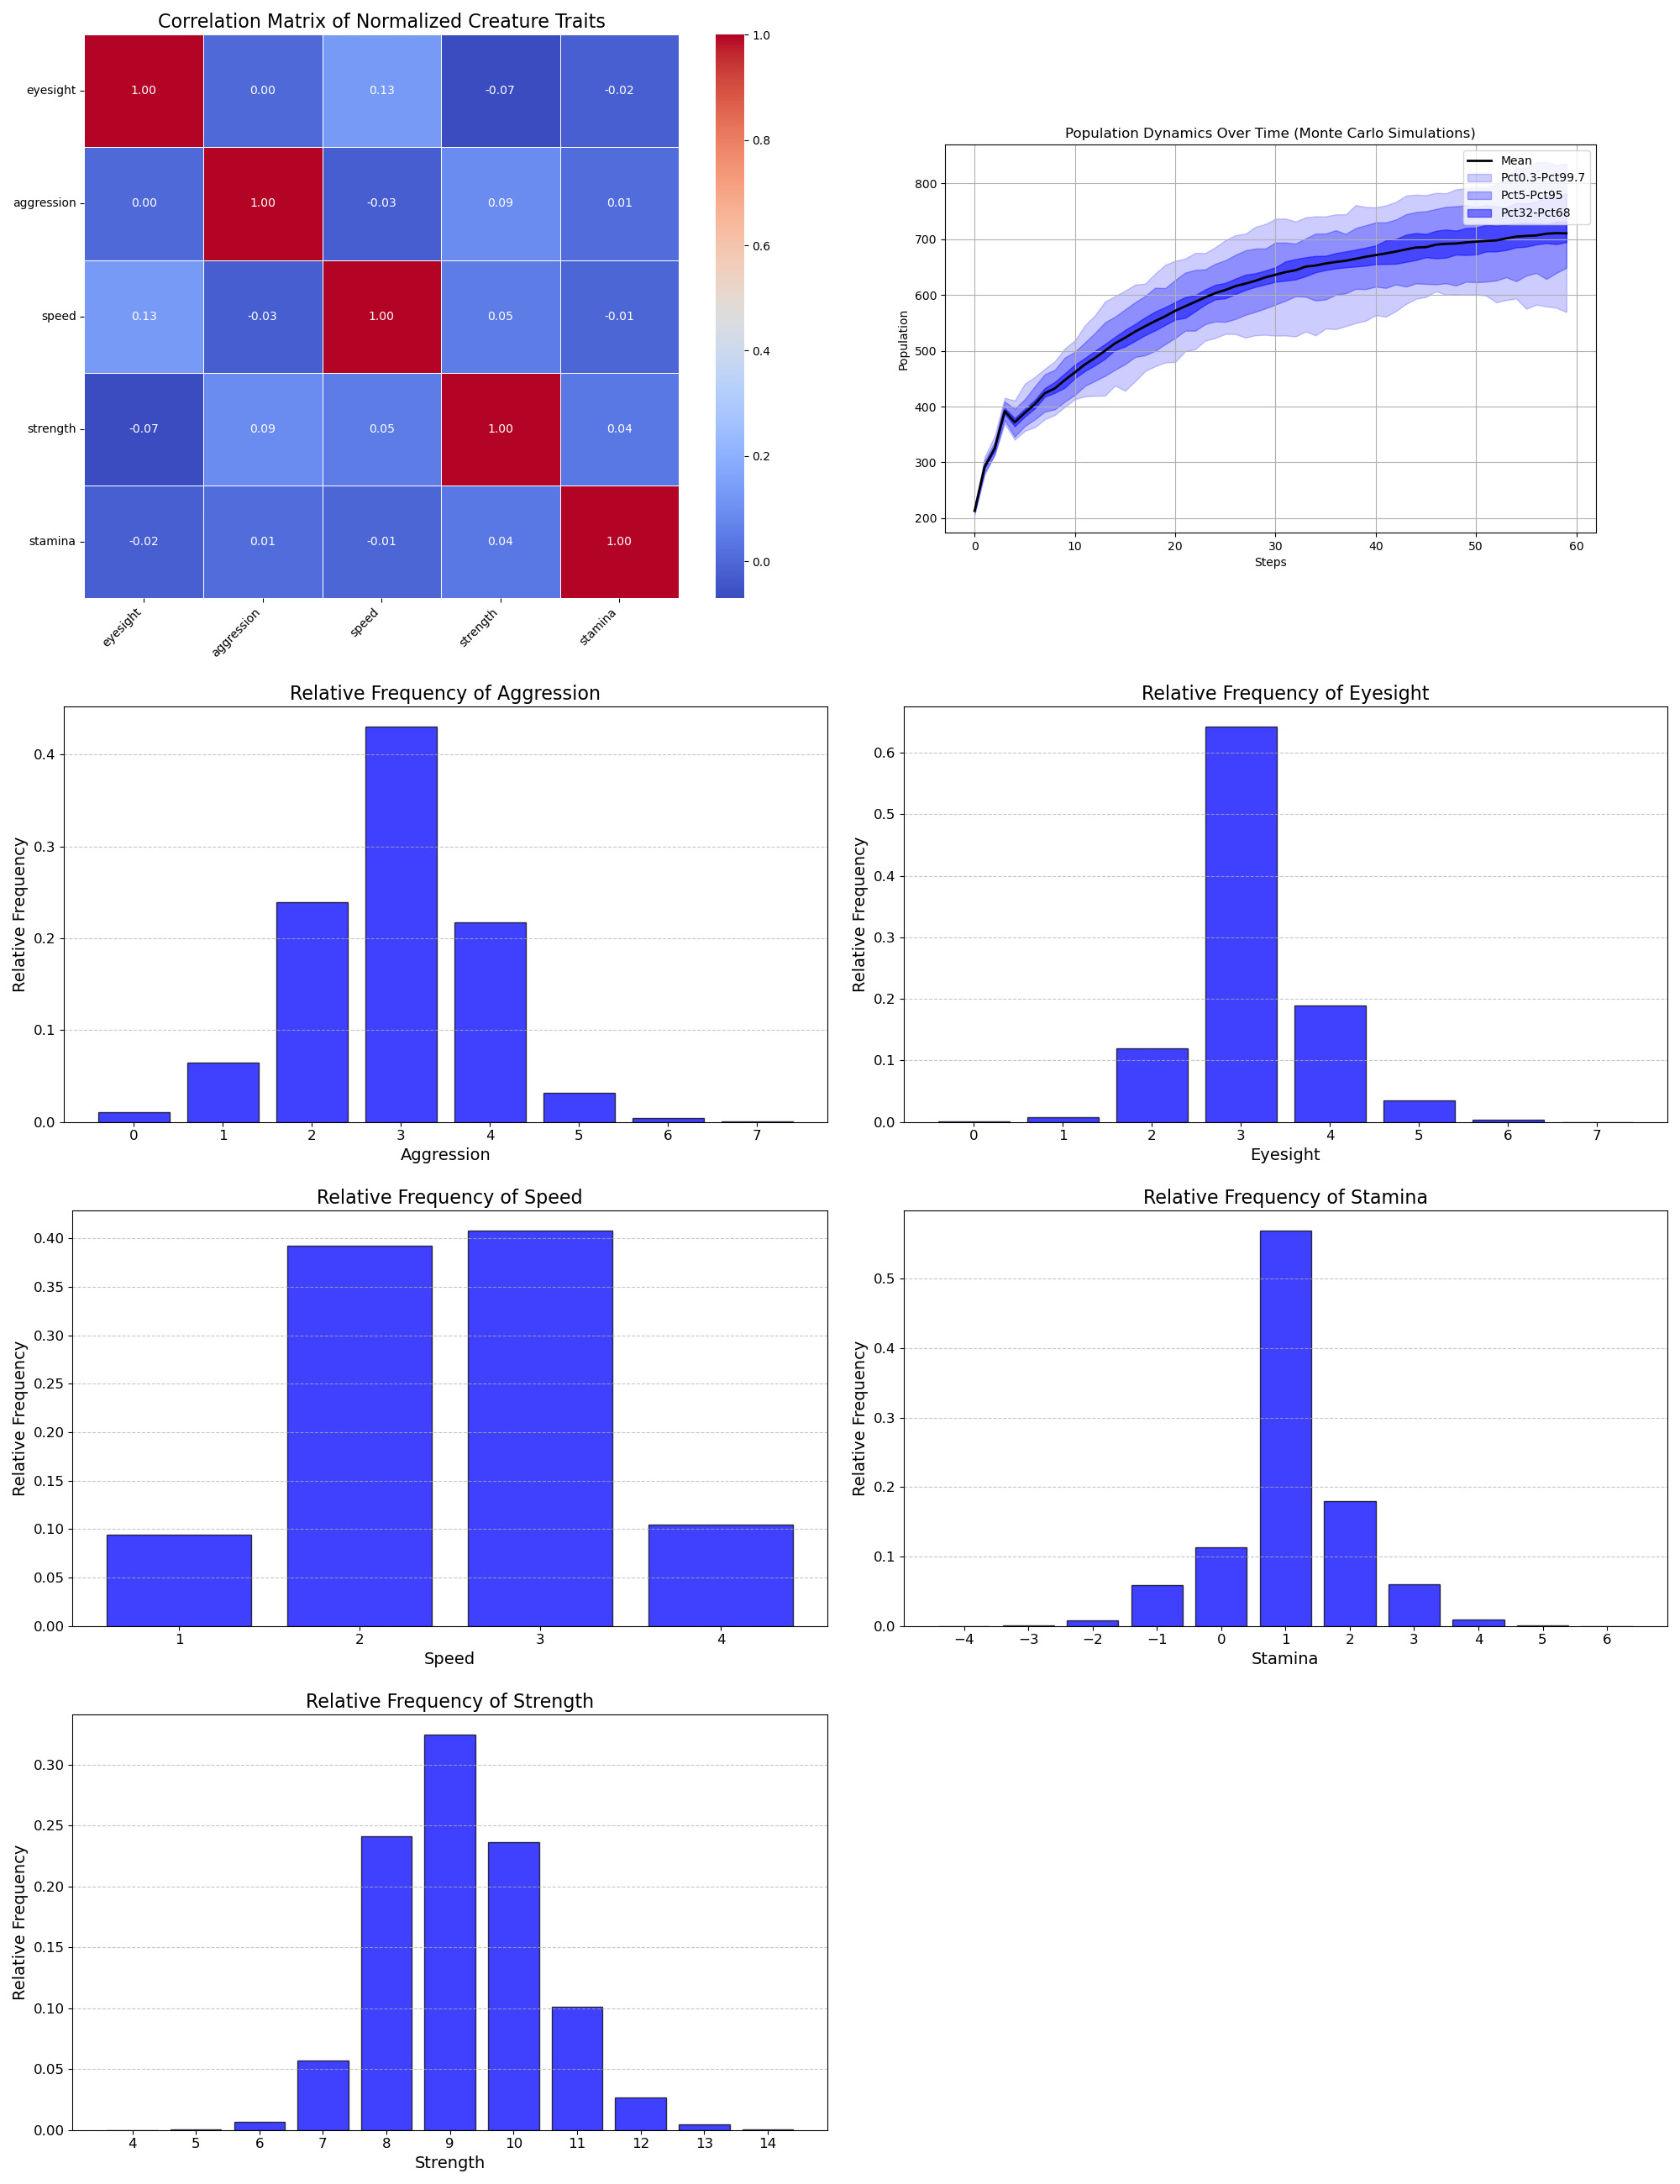 Correlation Matrix of Normalized Creature Traits
eyesight
aggression
speed
strength
stamina
1.00 0.00 0.13 -0.07 -0.02
0.00 1.00 -0.03 0.09 0.01
0.13 -0.03 1.00 0.05 -0.01
-0.07 0.09 0.05 1.00 0.04
-0.02 0.01 -0.01 0.04 1.00
eyesight aggression speed strength stamina
1.0
0.8
0.6
0.4
0.2
0.0
Population Dynamics Over Time (Monte Carlo Simulations)
Mean
Pct0.3-Pct99.7
Pct5-Pct95
Pct32-Pct68
Population
800
700
600
500
400
300
200
0 10 20 30 40 50 60
Steps
Relative Frequency of Aggression
Relative Frequency
0.4
0.3
0.2
0.1
0.0
0 1 2 3 4 5 6 7
Aggression
Relative Frequency of Eyesight
Relative Frequency
0.6
0.5
0.4
0.3
0.2
0.1
0.0
0 1 2 3 4 5 6 7
Eyesight
Relative Frequency of Speed
Relative Frequency
0.40
0.35
0.30
0.25
0.20
0.15
0.10
0.05
0.00
1 2 3 4
Speed
Relative Frequency of Stamina
Relative Frequency
0.5
0.4
0.3
0.2
0.1
0.0
−4 −3 −2 −1 0 1 2 3 4 5 6
Stamina
Relative Frequency of Strength
Relative Frequency
0.30
0.25
0.20
0.15
0.10
0.05
0.00
4 5 6 7 8 9 10 11 12 13 14
Strength